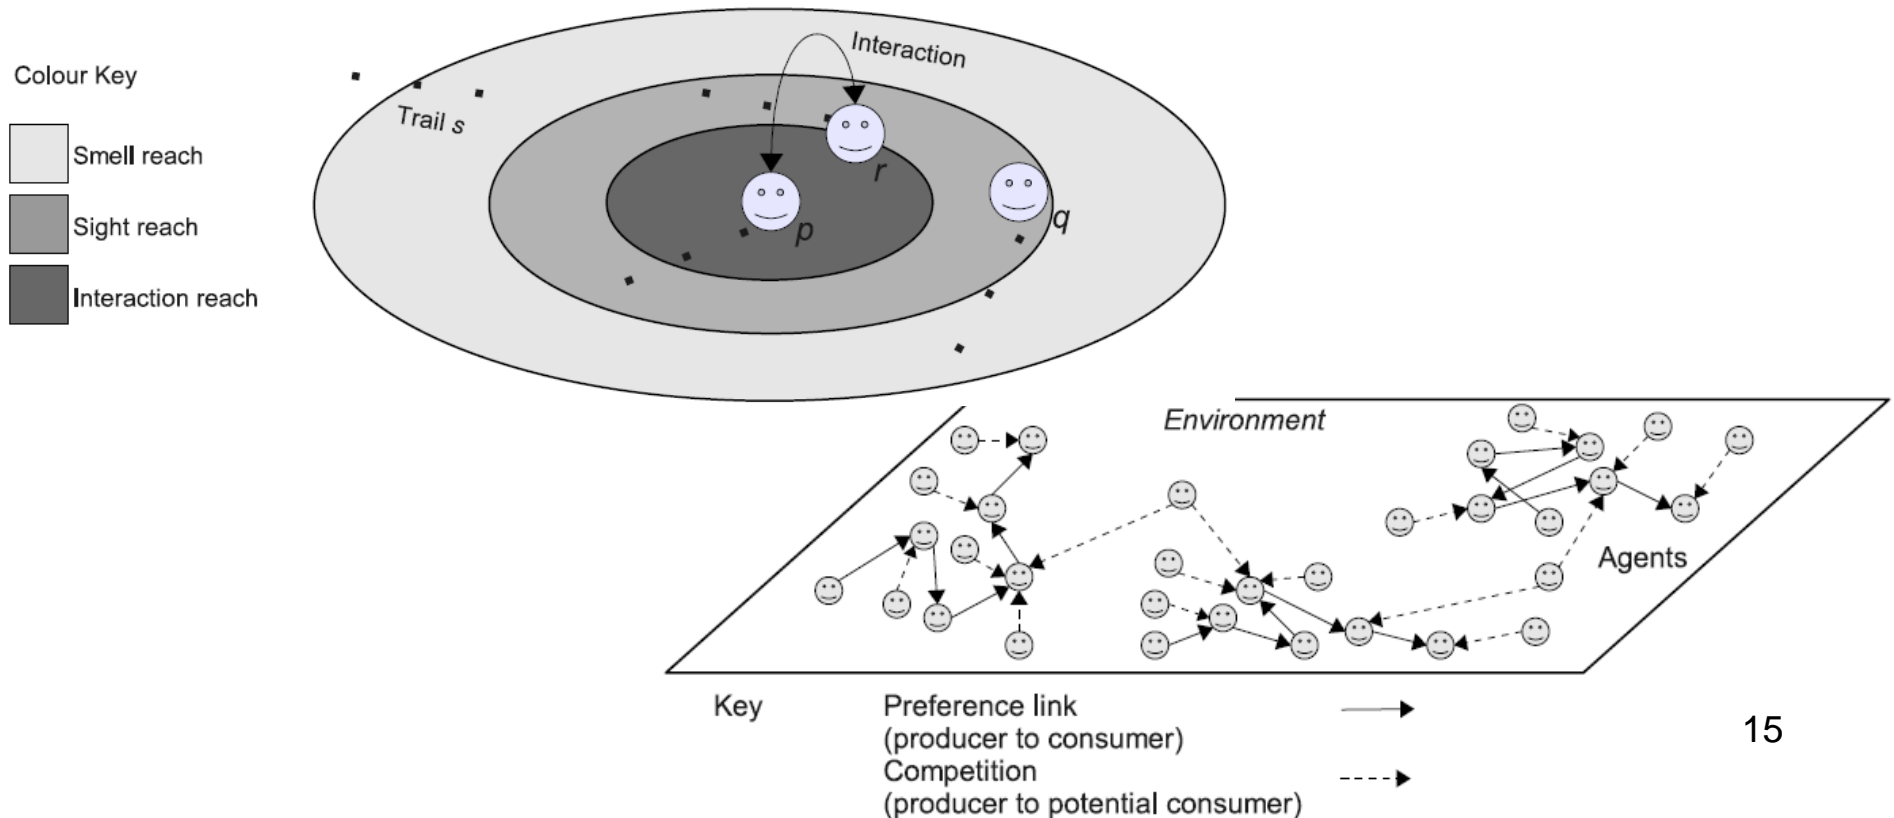 Colour Key
Smell reach
Sight reach
Interaction reach
Interaction
Trail s
r
p
q
Environment
Agents
Key
Preference link
(producer to consumer)
Competition
(producer to potential consumer)
15